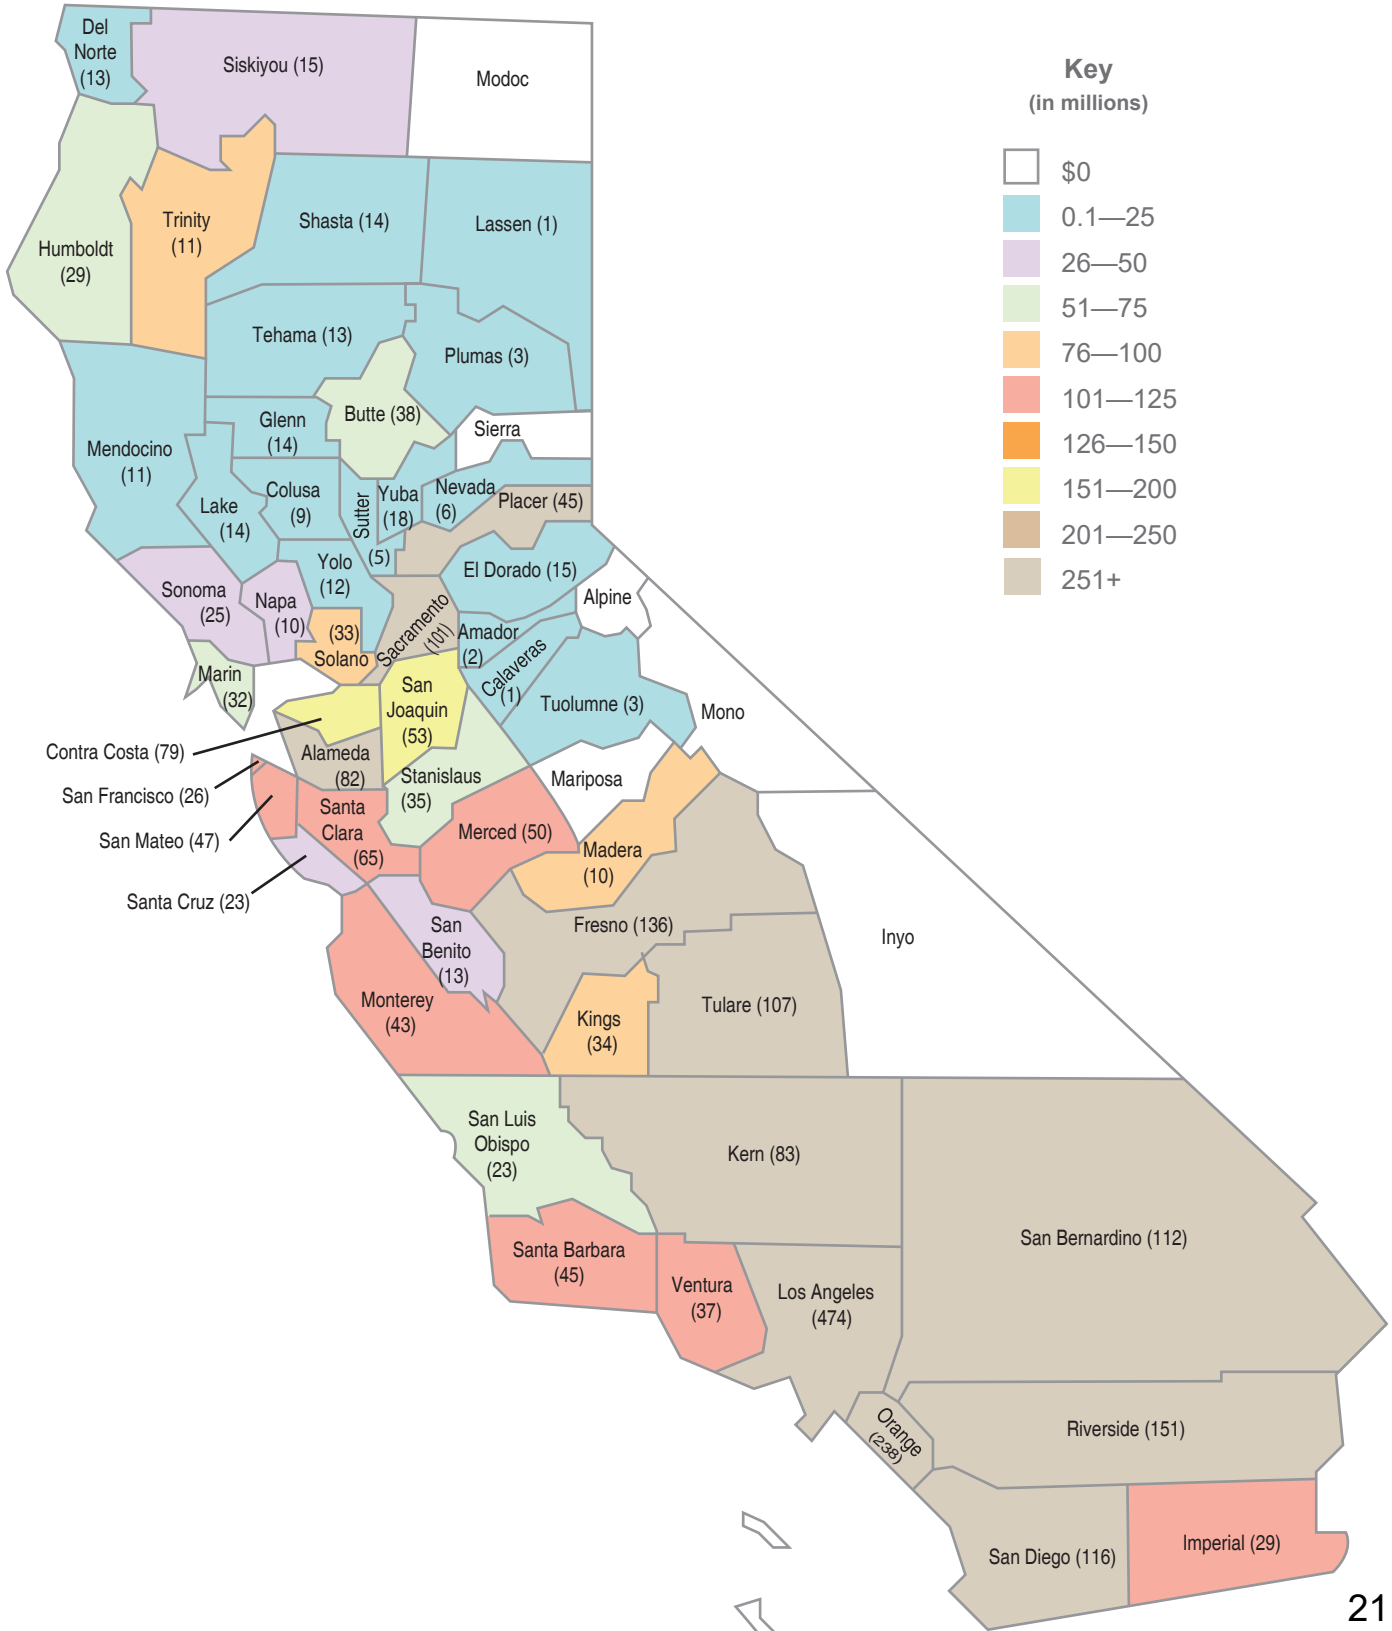 Del
Norte
(13)
Siskiyou (15)
Modoc
Key
(in millions)
$0
0.1—25
26—50
51—75
76—100
101—125
126—150
151—200
201—250
251+
Humboldt
(29)
Trinity
(11)
Shasta (14)
Lassen (1)
Tehama (13)
Plumas (3)
Butte (38)
Glenn
(14)
Sierra
Mendocino
(11)
Lake
(14)
Colusa
(9)
Sutter
(5)
Yuba
(18)
Nevada
(6)
Placer (45)
Yolo
(12)
El Dorado (15)
Alpine
Sonoma
(25)
Napa
(10)
(33)
Solano
Sacramento
(101)
Amador
(2)
Calaveras
(1)
Marin
(32)
San
Joaquin
(53)
Tuolumne (3)
Mono
Contra Costa (79)
Alameda
(82)
Stanislaus
(35)
Mariposa
San Francisco (26)
San Mateo (47)
Santa
Clara
(65)
Merced (50)
Madera
(10)
Santa Cruz (23)
San
Benito
(13)
Fresno (136)
Inyo
Monterey
(43)
Kings
(34)
Tulare (107)
San Luis
Obispo
(23)
Kern (83)
San Bernardino (112)
Santa Barbara
(45)
Ventura
(37)
Los Angeles
(474)
Orange
(238)
Riverside (151)
San Diego (116)
Imperial (29)
21